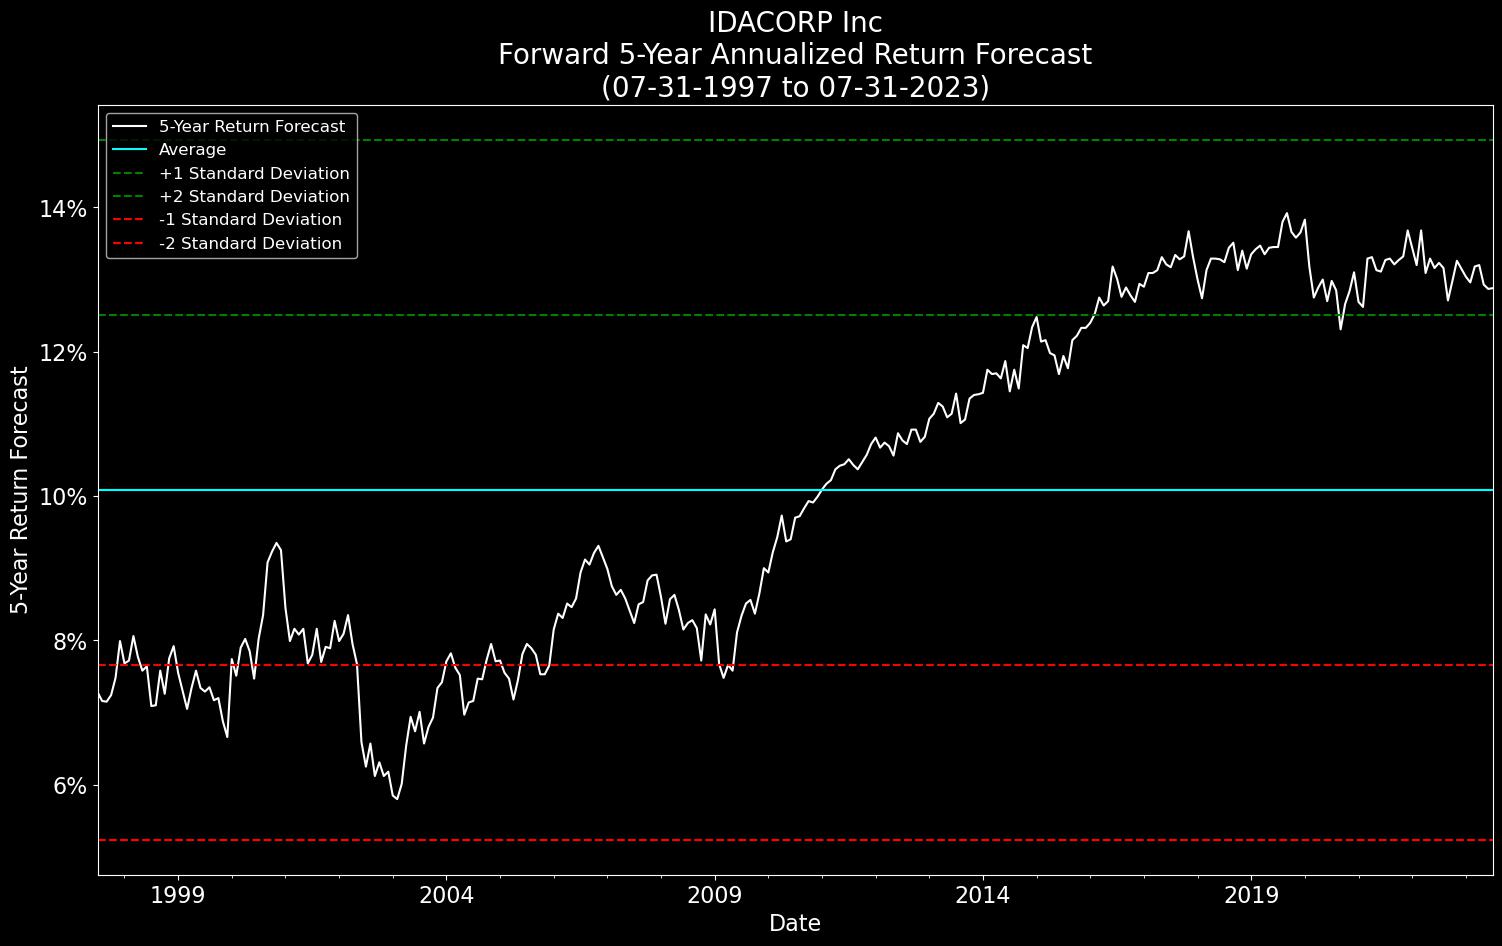 IDACORP Inc
Forward 5-Year Annualized Return Forecast
(07-31-1997 to 07-31-2023)
5-Year Return Forecast
Average
+1 Standard Deviation
+2 Standard Deviation
-1 Standard Deviation
-2 Standard Deviation
14%
12%
10%
8%
6%
5-Year Return Forecast
1999
2004
2009
2014
2019
Date